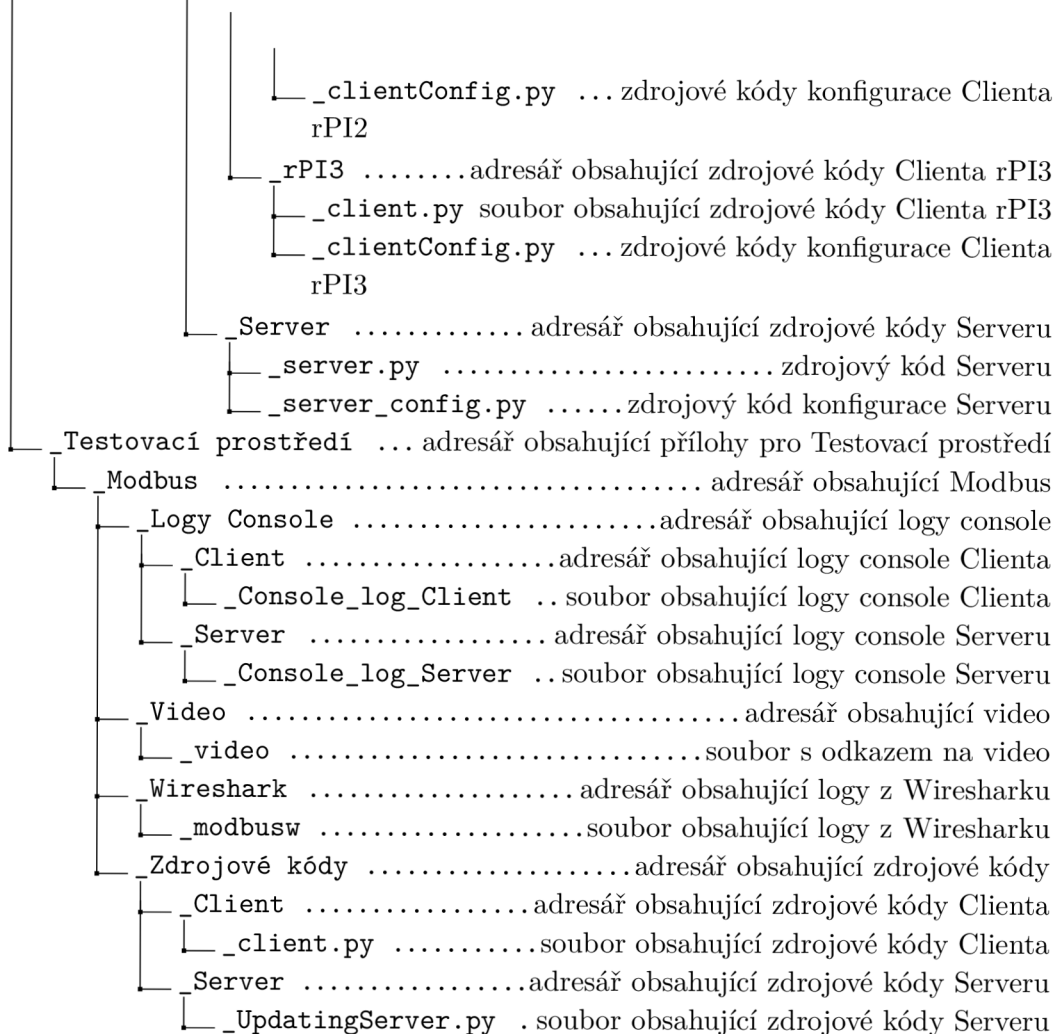 _clientConfig.py ...zdrojové kódy konfigurace Clienta
rPI2
_rPI3 ........adresář obsahující zdrojové kódy Clienta rPI3
_client.py soubor obsahující zdrojové kódy Clienta rPI3
_clientConfig.py ...zdrojové kódy konfigurace Clienta
rPI3
_Server .............adresář obsahující zdrojové kódy Serveru
_server.py .........................zdrojový kód Serveru
_server_config.py ......zdrojový kód konfigurace Serveru
_Testovací prostředí ...adresář obsahující přílohy pro Testovací prostředí
_Modbus ......................................adresář obsahující Modbus
_Logy Console .......................adresář obsahující logy console
_Client ...................adresář obsahující logy console Clienta
_Console_log_Client ..soubor obsahující logy console Clienta
_Server ..................adresář obsahující logy console Serveru
_Console_log_Server ..soubor obsahující logy console Serveru
_Video .....................................adresář obsahující video
_video ...............................soubor s odkazem na video
_Wireshark ....................adresář obsahující logy z Wiresharku
_modbusw ....................soubor obsahující logy z Wiresharku
_Zdrojové kódy ....................adresář obsahující zdrojové kódy
_Client .................adresář obsahující zdrojové kódy Clienta
_client.py ...........soubor obsahující zdrojové kódy Clienta
_Server .................adresář obsahující zdrojové kódy Serveru
_UpdatingServer.py .soubor obsahující zdrojové kódy Serveru